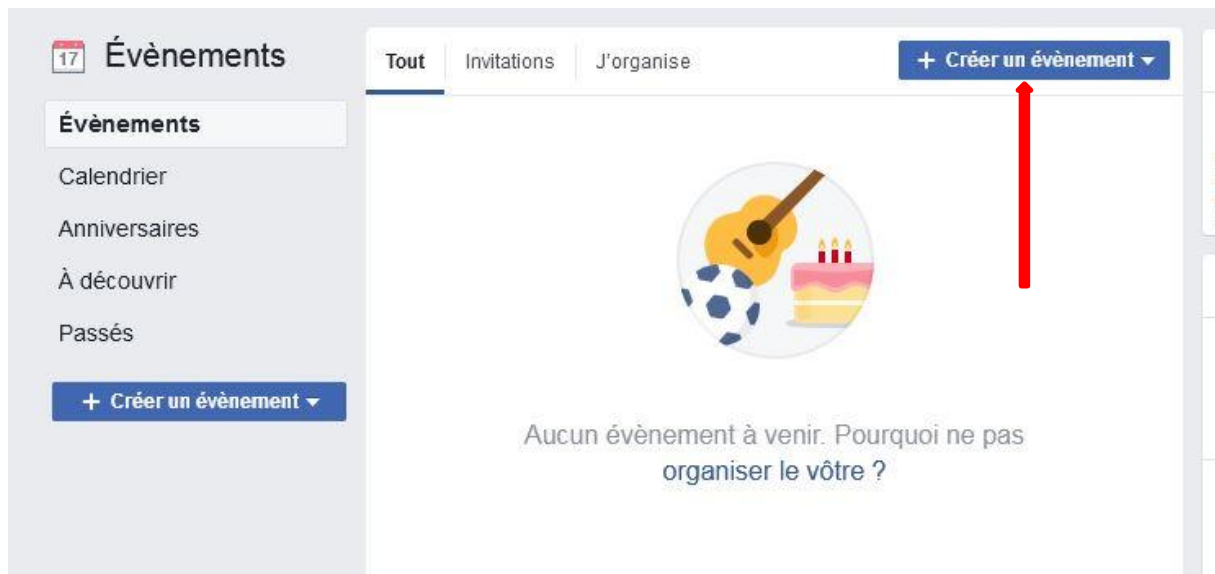 17 Évènements
Évènements
Calendrier
Anniversaires
À découvrir
Passés
+ Créer un évènement
Tout Invitations J'organise + Créer un évènement
Aucun évènement à venir. Pourquoi ne pas
organiser le vôtre ?